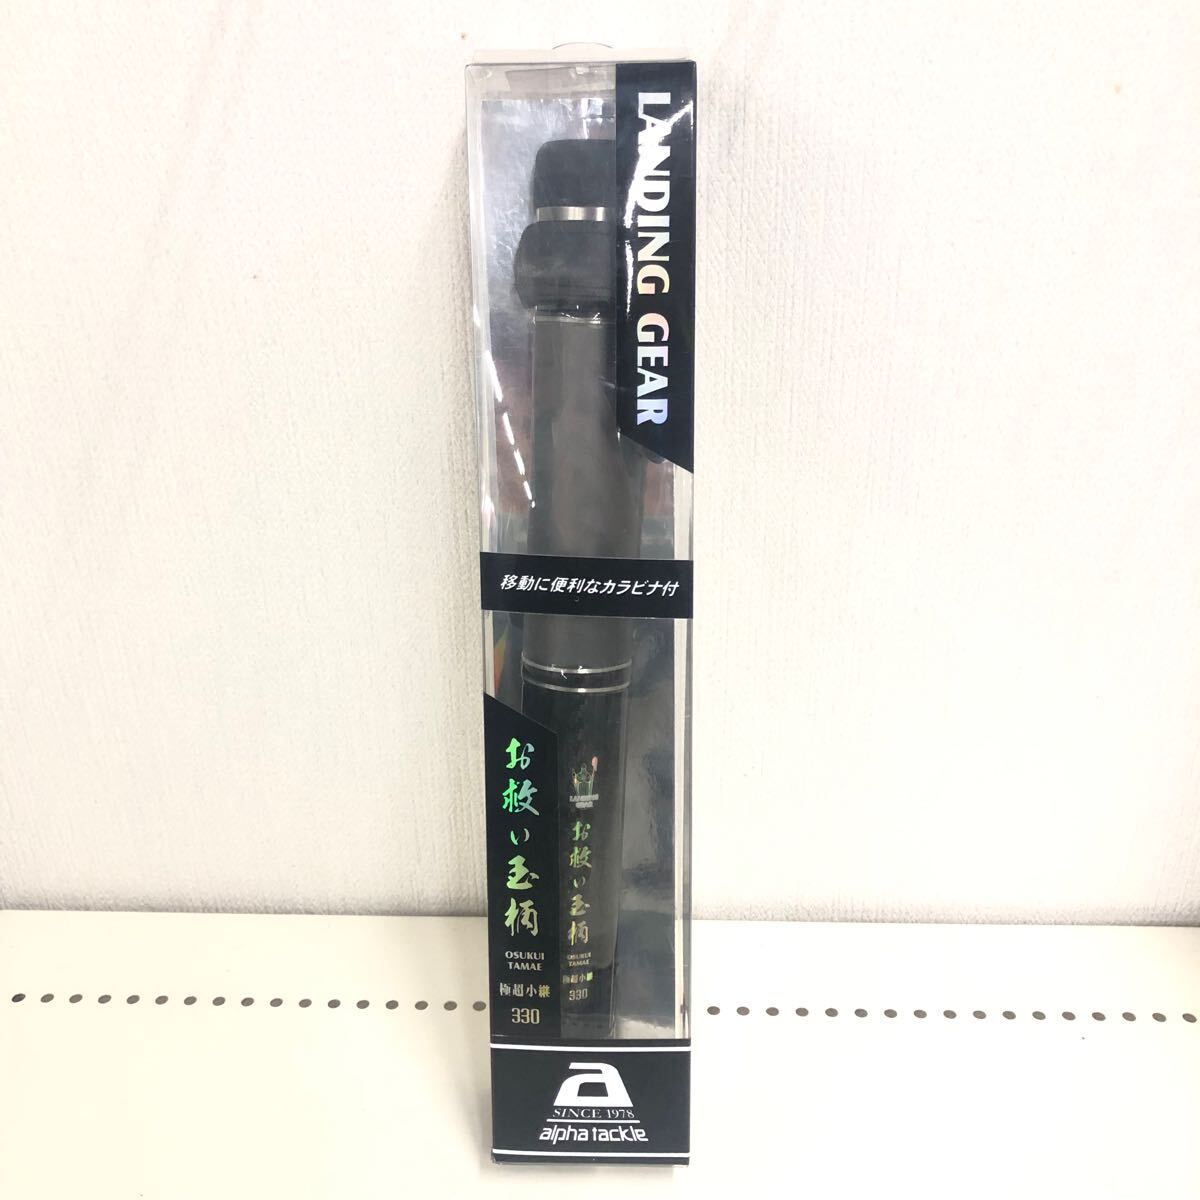 LANDING GEAR
移動に便利なカラビナ付
お救い玉柄
OSUKUI
TAMAE
極超小継
330
LANDING
GEAR
お救い玉柄
OSUKUI
TAMAE
極超小継
330
a
SINCE 1978
alpha tackle